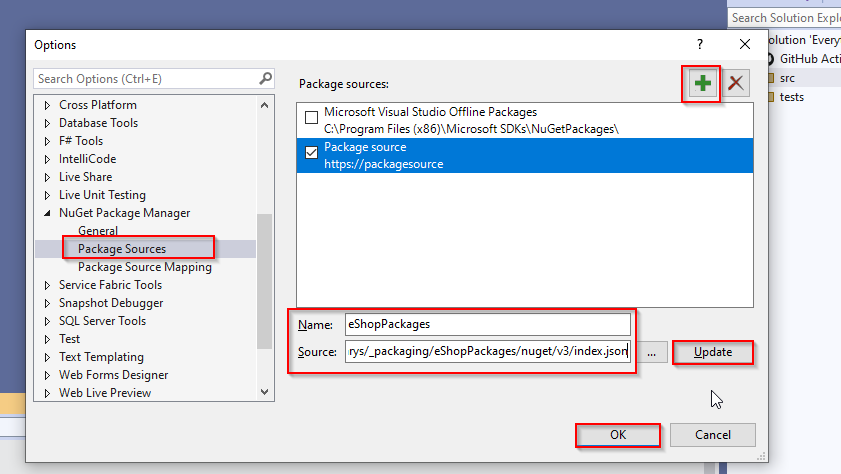 Options
?
Search Options (Ctrl+E)
Cross Platform
Database Tools
F# Tools
IntelliCode
Live Share
Live Unit Testing
NuGet Package Manager
General
Package Sources
Package Source Mapping
Service Fabric Tools
Snapshot Debugger
SQL Server Tools
Test
Text Templating
Web Forms Designer
Web Live Preview
Package sources:
Microsoft Visual Studio Offline Packages
C:\Program Files (x86)\Microsoft SDKs\NuGetPackages\
Package source
https://packagesource
Name: eShopPackages
Source: rys/_packaging/eShopPackages/nuget/v3/index.json
...
Update
OK
Cancel
Search Solution Explo
olution 'Every
GitHub Acti
src
tests